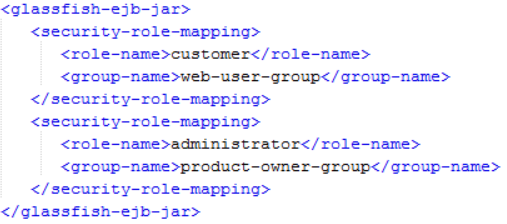 <glassfish-ejb-jar>
<security-role-mapping>
<role-name>customer</role-name>
<group-name>web-user-group</group-name>
</security-role-mapping>
<security-role-mapping>
<role-name>administrator</role-name>
<group-name>product-owner-group</group-name>
</security-role-mapping>
</glassfish-ejb-jar>